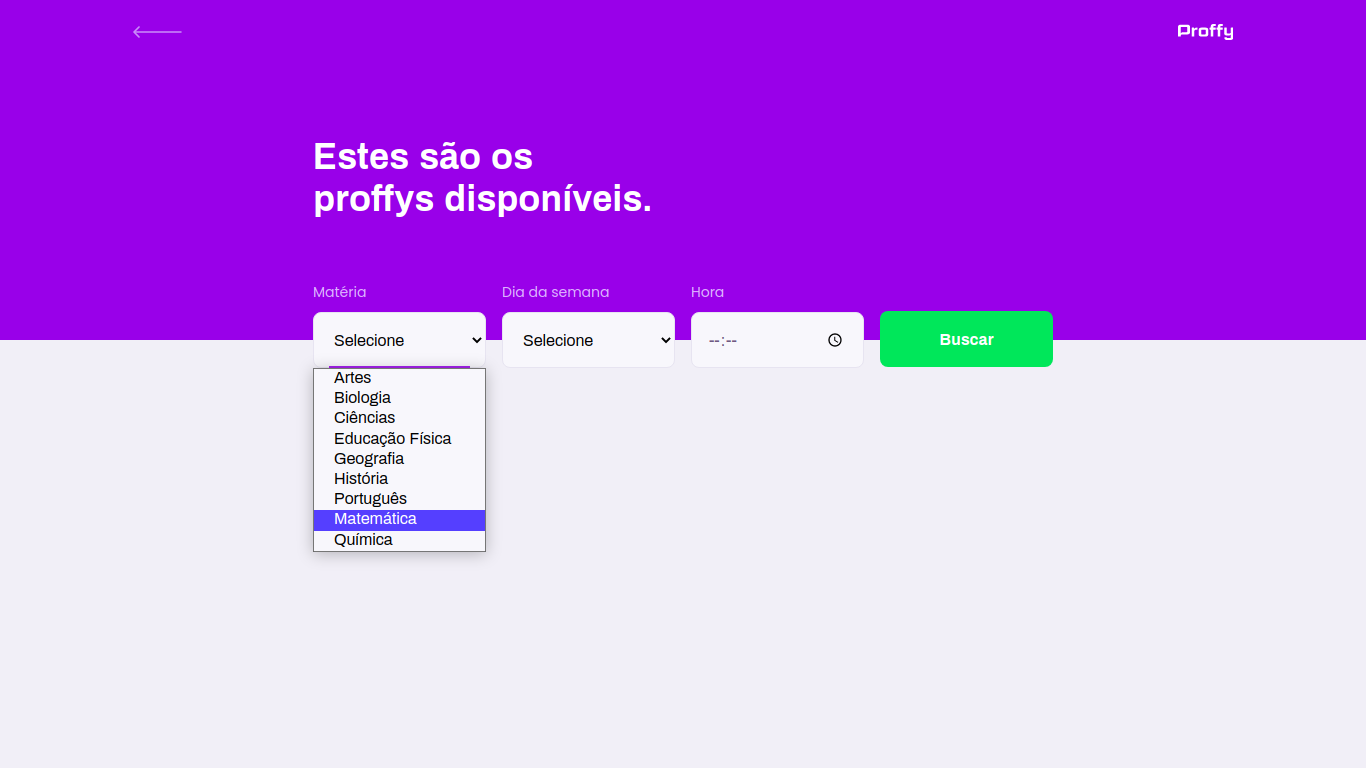 Proffy
Estes são os
proffys disponíveis.
Matéria
Dia da semana
Hora
Selecione
Selecione
--:--
Buscar
Artes
Biologia
Ciências
Educação Física
Geografia
História
Português
Matemática
Química